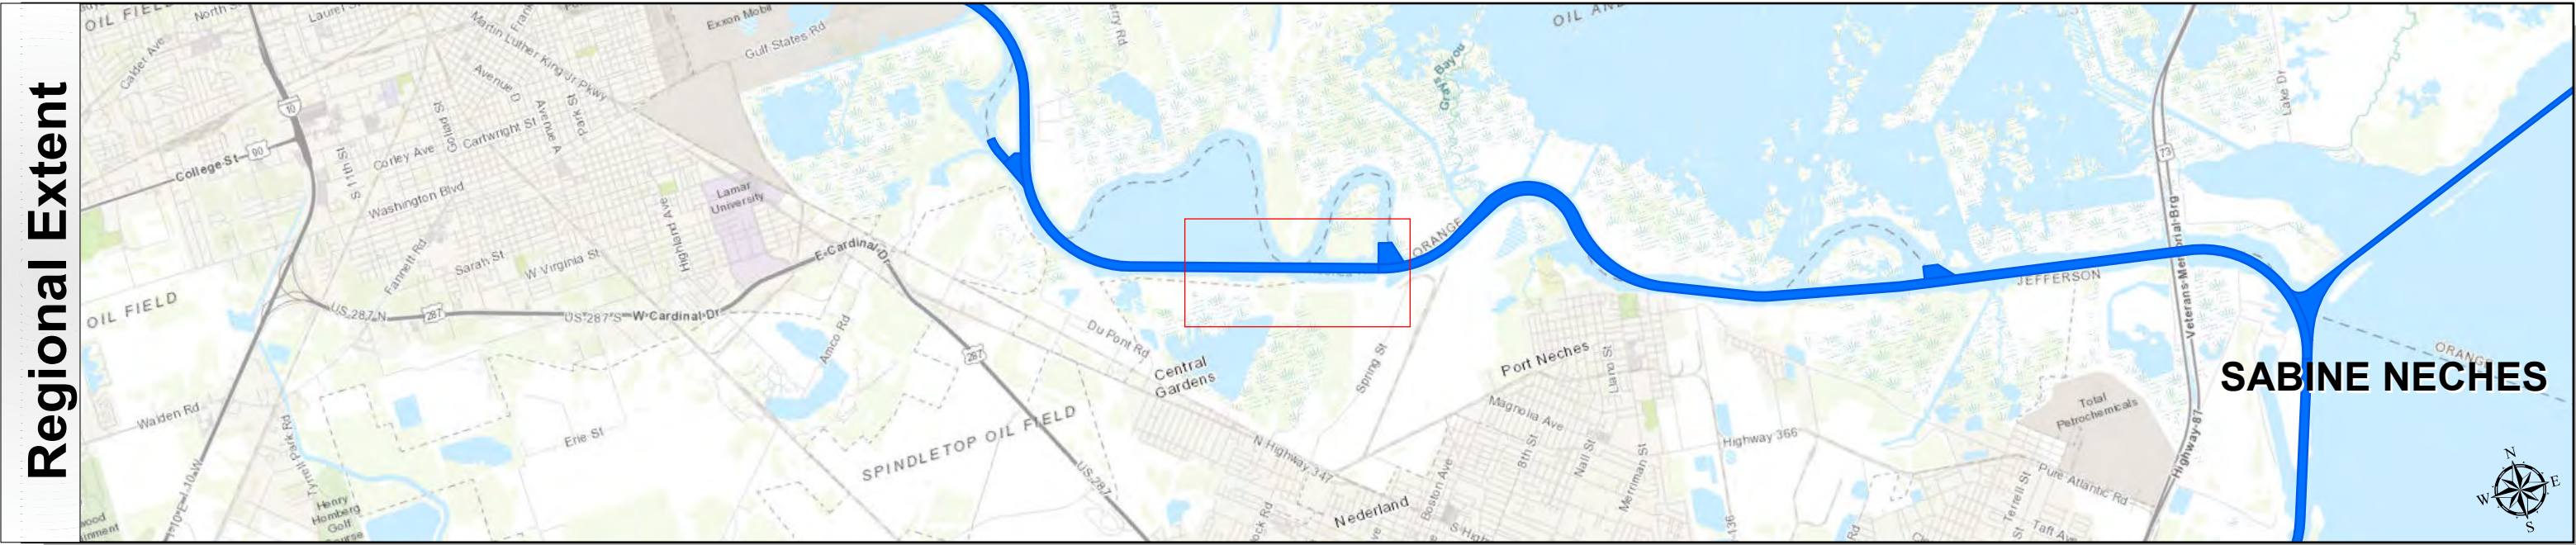 Regional Extent
OIL FIELD
North St
Calder Ave
Martin Luther King Jr Pkwy
Avenue D
Avenue A
Park St
Exxon Mobil
Gulf States Rd
OIL
10
College St
90
S 11th St
Corley Ave
Goliad St
Cartwright St
Washington Blvd
Fannett Rd
Sarah St
W Virginia St
Highland Ave
Lamar
University
E Cardinal Dr
OIL FIELD
US 287 N
287
US 287 S
W Cardinal Dr
Walden Rd
Tyrrell Park Rd
Henry
Homberg
Golf
Erie St
Amco Rd
SPINDLETOP OIL FIELD
287
US 287
Du Pont Rd
Central
Gardens
N Highway 347
Nederland
Spring St
Grays Bayou
ORANGE
Port Neches
Llano St
Magnolia Ave
8th St
Nall St
Merriman St
Boston Ave
Highway 366
136
JEFFERSON
73
Veterans Memorial Brg
Lake Dr
Highway 87
Total
Petrochemicals
Pure Atlantic Rd
Terrell St
Taft Ave
ORANGE
SABINE NECHES
N
W
E
S